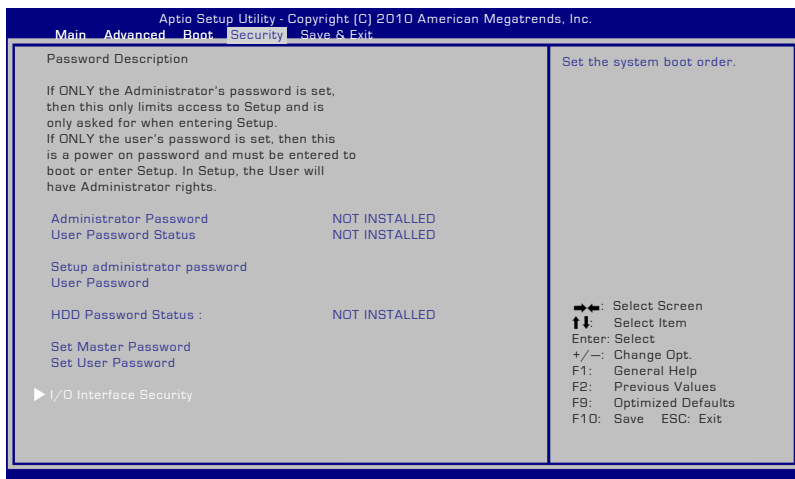 Aptio Setup Utility - Copyright (C) 2010 American Megatrends, Inc.
Main Advanced Boot Security Save & Exit
Password Description
If ONLY the Administrator's password is set,
then this only limits access to Setup and is
only asked for when entering Setup.
If ONLY the user's password is set, then this
is a power on password and must be entered to
boot or enter Setup. In Setup, the User will
have Administrator rights.
Administrator Password NOT INSTALLED
User Password Status NOT INSTALLED
Setup administrator password
User Password
HDD Password Status : NOT INSTALLED
Set Master Password
Set User Password
I/O Interface Security
Set the system boot order.
→←: Select Screen
↑↓: Select Item
Enter: Select
+/—: Change Opt.
F1: General Help
F2: Previous Values
F9: Optimized Defaults
F10: Save ESC: Exit